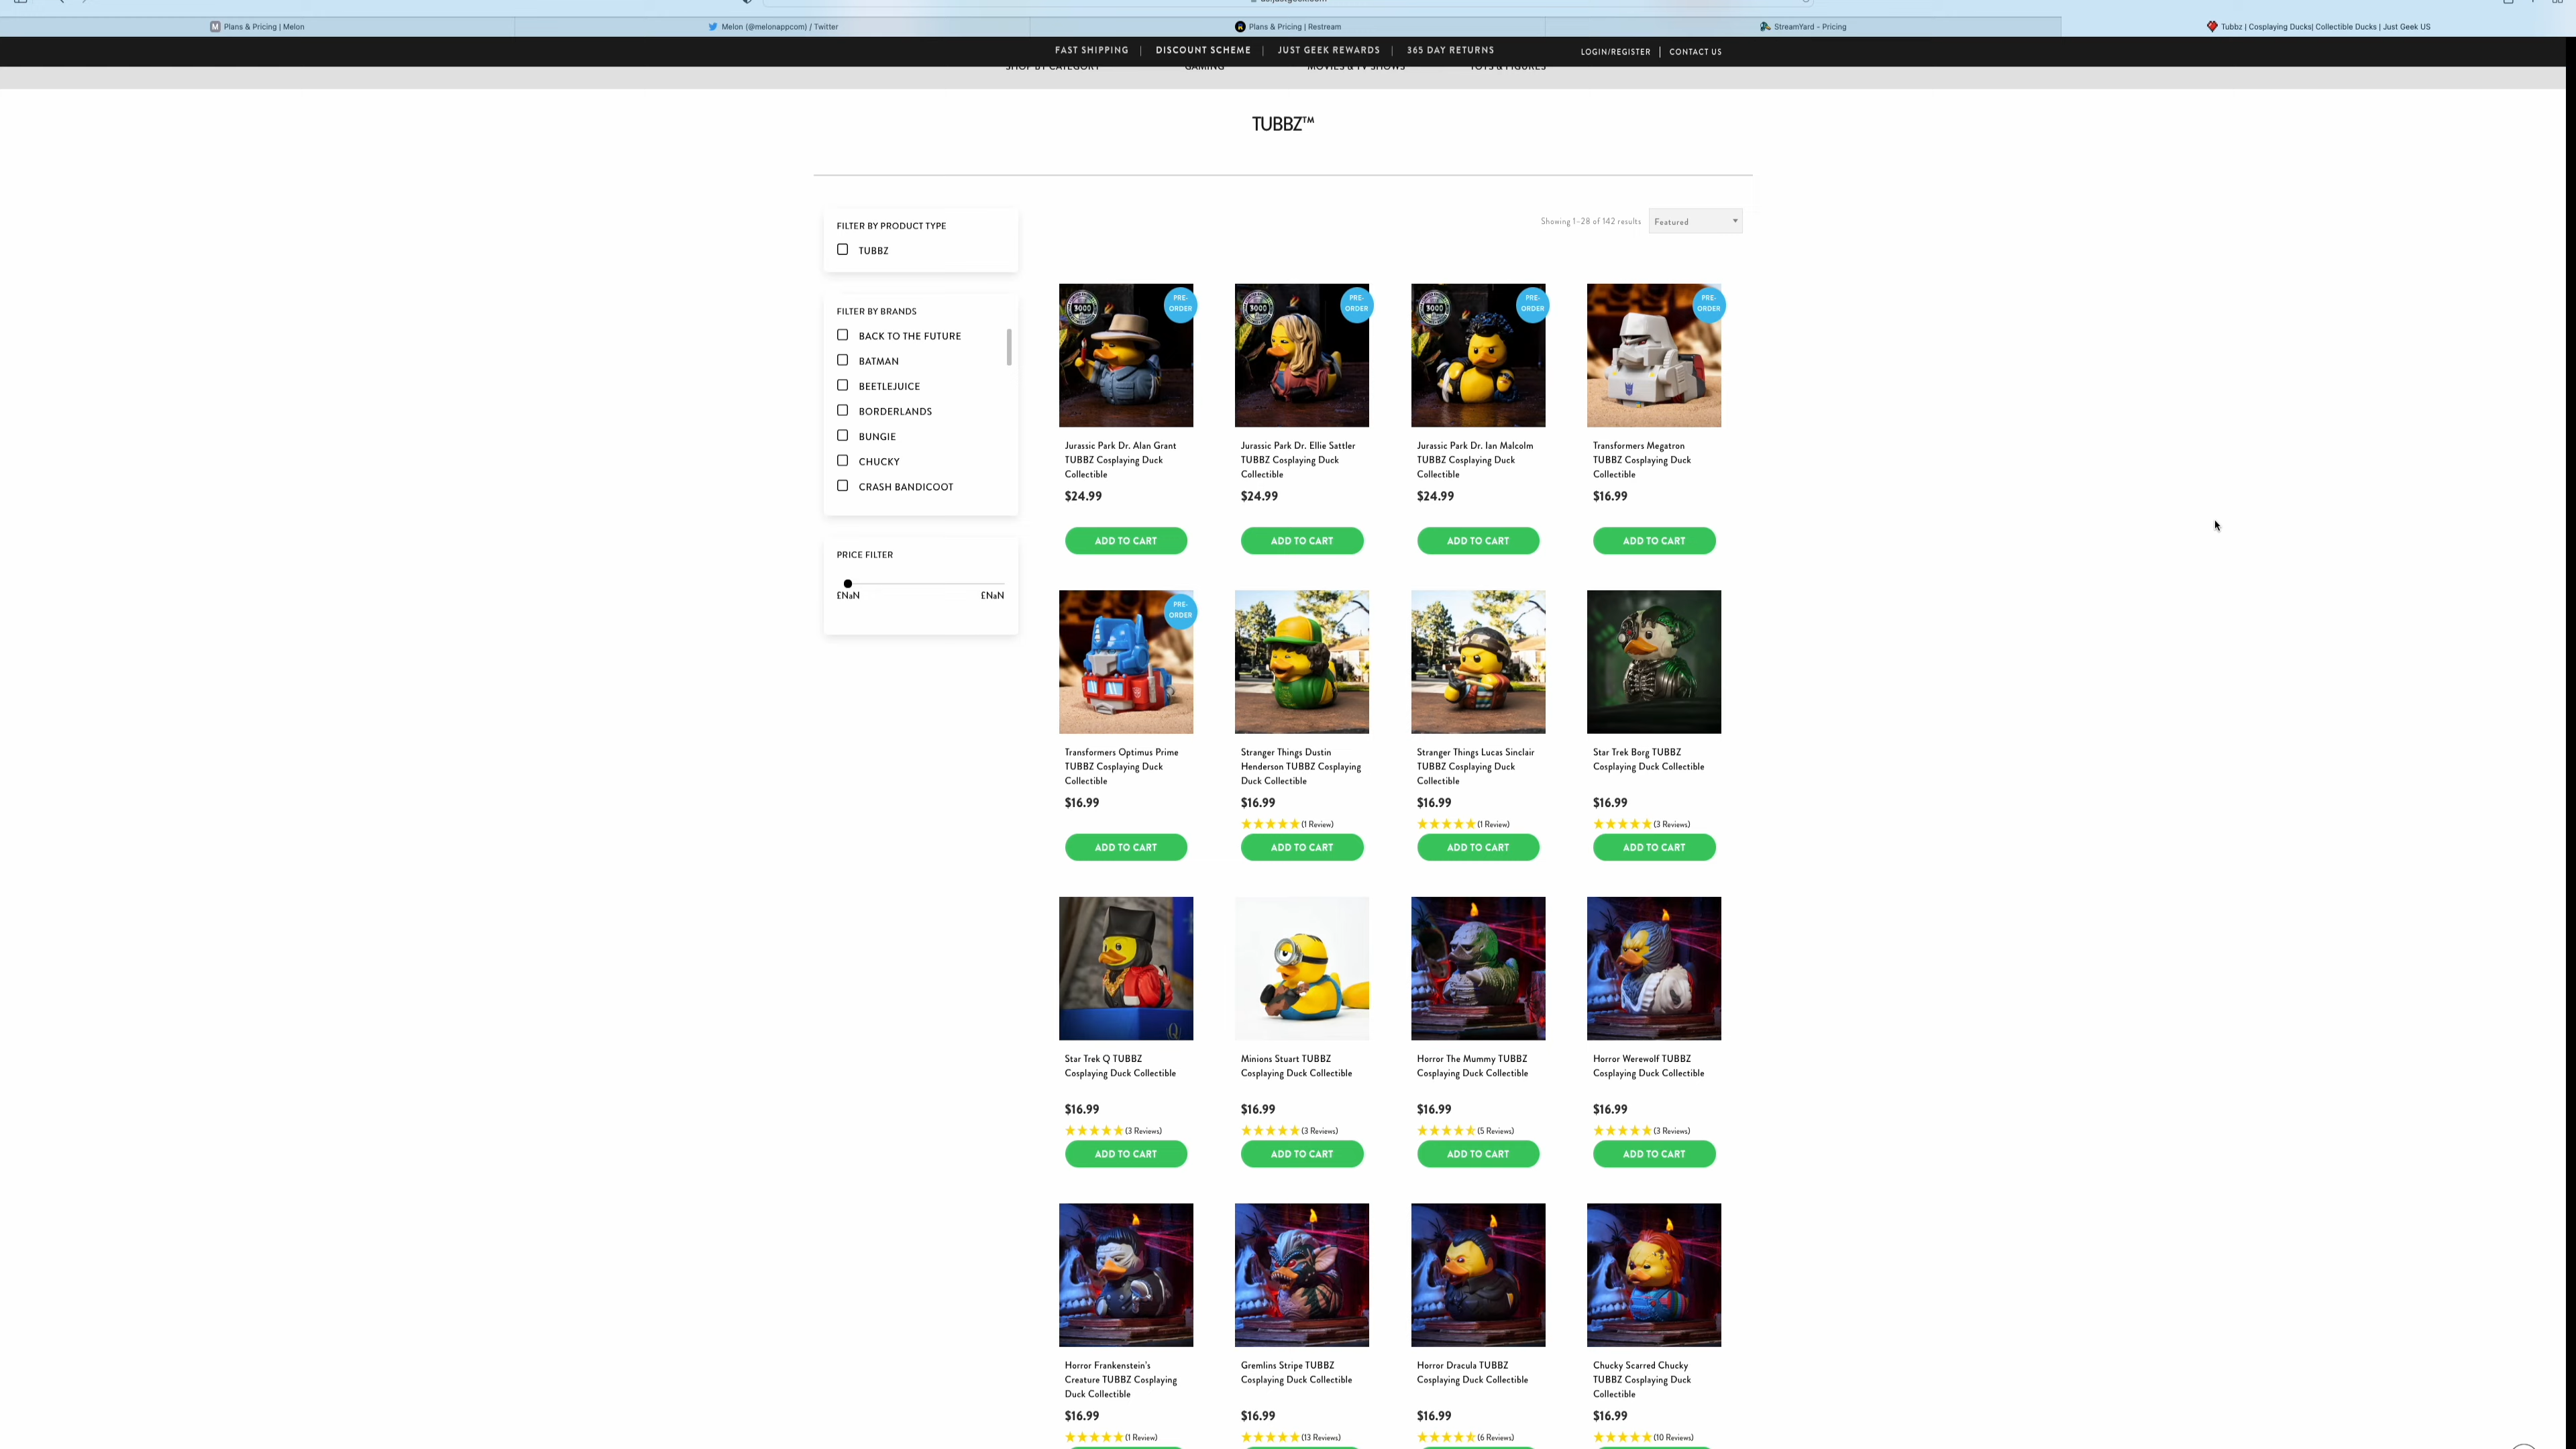 Plans & Pricing | Melon
Melon (@melonappcom) / Twitter
Plans & Pricing | Restream
StreamYard - Pricing
Tubbz | Cosplaying Ducks| Collectible Ducks | Just Geek US
FAST SHIPPING | DISCOUNT SCHEME | JUST GEEK REWARDS | 365 DAY RETURNS
LOGIN/REGISTER | CONTACT US
SHOP BY CATEGORY GAMING MOVIES & TV SHOWS TOYS & FIGURES
TUBBZ™
FILTER BY PRODUCT TYPE
TUBBZ
FILTER BY BRANDS
BACK TO THE FUTURE
BATMAN
BEETLEJUICE
BORDERLANDS
BUNGIE
CHUCKY
CRASH BANDICOOT
PRICE FILTER
£NaN £NaN
Showing 1–28 of 142 results
Featured
3000
PRE-
ORDER
Jurassic Park Dr. Alan Grant
TUBBZ Cosplaying Duck
Collectible
$24.99
ADD TO CART
3000
PRE-
ORDER
Jurassic Park Dr. Ellie Sattler
TUBBZ Cosplaying Duck
Collectible
$24.99
ADD TO CART
3000
PRE-
ORDER
Jurassic Park Dr. Ian Malcolm
TUBBZ Cosplaying Duck
Collectible
$24.99
ADD TO CART
PRE-
ORDER
Transformers Megatron
TUBBZ Cosplaying Duck
Collectible
$16.99
ADD TO CART
PRE-
ORDER
Transformers Optimus Prime
TUBBZ Cosplaying Duck
Collectible
$16.99
ADD TO CART
Stranger Things Dustin
Henderson TUBBZ Cosplaying
Duck Collectible
$16.99
(1 Review)
ADD TO CART
Stranger Things Lucas Sinclair
TUBBZ Cosplaying Duck
Collectible
$16.99
(1 Review)
ADD TO CART
Star Trek Borg TUBBZ
Cosplaying Duck Collectible
$16.99
(3 Reviews)
ADD TO CART
Q
Star Trek Q TUBBZ
Cosplaying Duck Collectible
$16.99
(3 Reviews)
ADD TO CART
Minions Stuart TUBBZ
Cosplaying Duck Collectible
$16.99
(3 Reviews)
ADD TO CART
Horror The Mummy TUBBZ
Cosplaying Duck Collectible
$16.99
(5 Reviews)
ADD TO CART
Horror Werewolf TUBBZ
Cosplaying Duck Collectible
$16.99
(3 Reviews)
ADD TO CART
Horror Frankenstein's
Creature TUBBZ Cosplaying
Duck Collectible
$16.99
(1 Review)
Gremlins Stripe TUBBZ
Cosplaying Duck Collectible
$16.99
(13 Reviews)
Horror Dracula TUBBZ
Cosplaying Duck Collectible
$16.99
(6 Reviews)
Chucky Scarred Chucky
TUBBZ Cosplaying Duck
Collectible
$16.99
(10 Reviews)